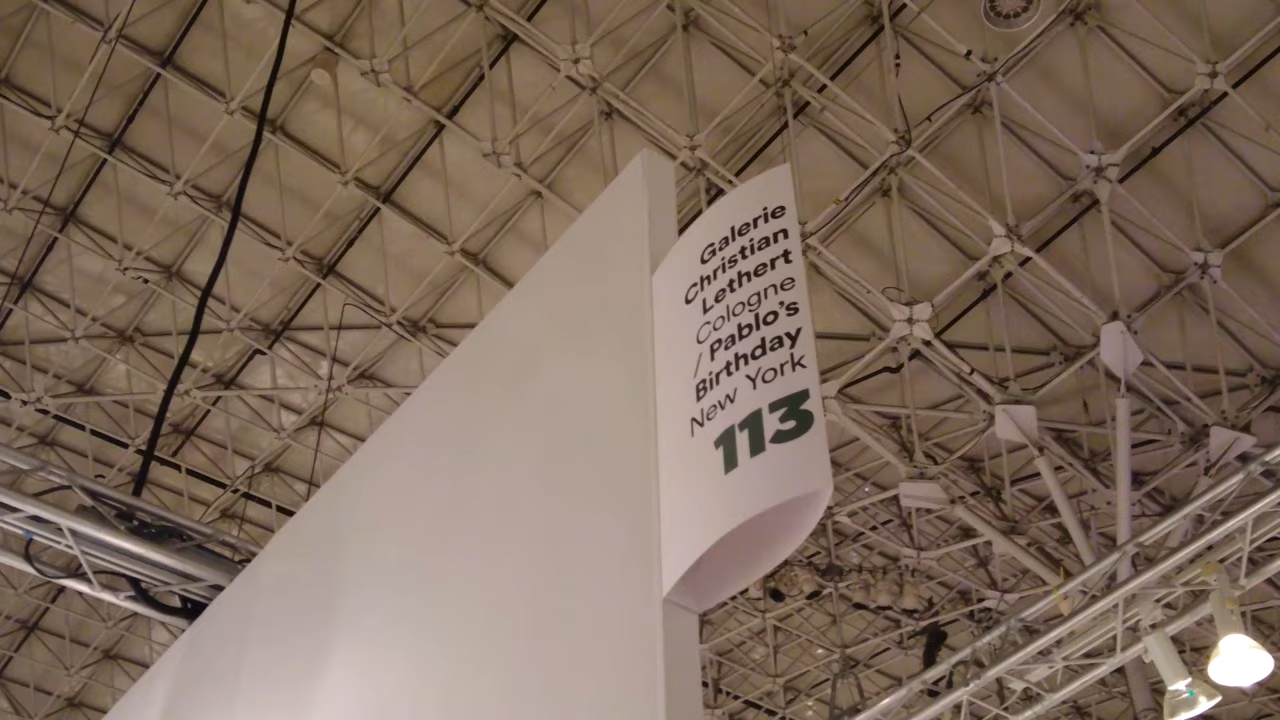 Galerie
Christian
Lethert
Cologne
/ Pablo's
Birthday
New York
113